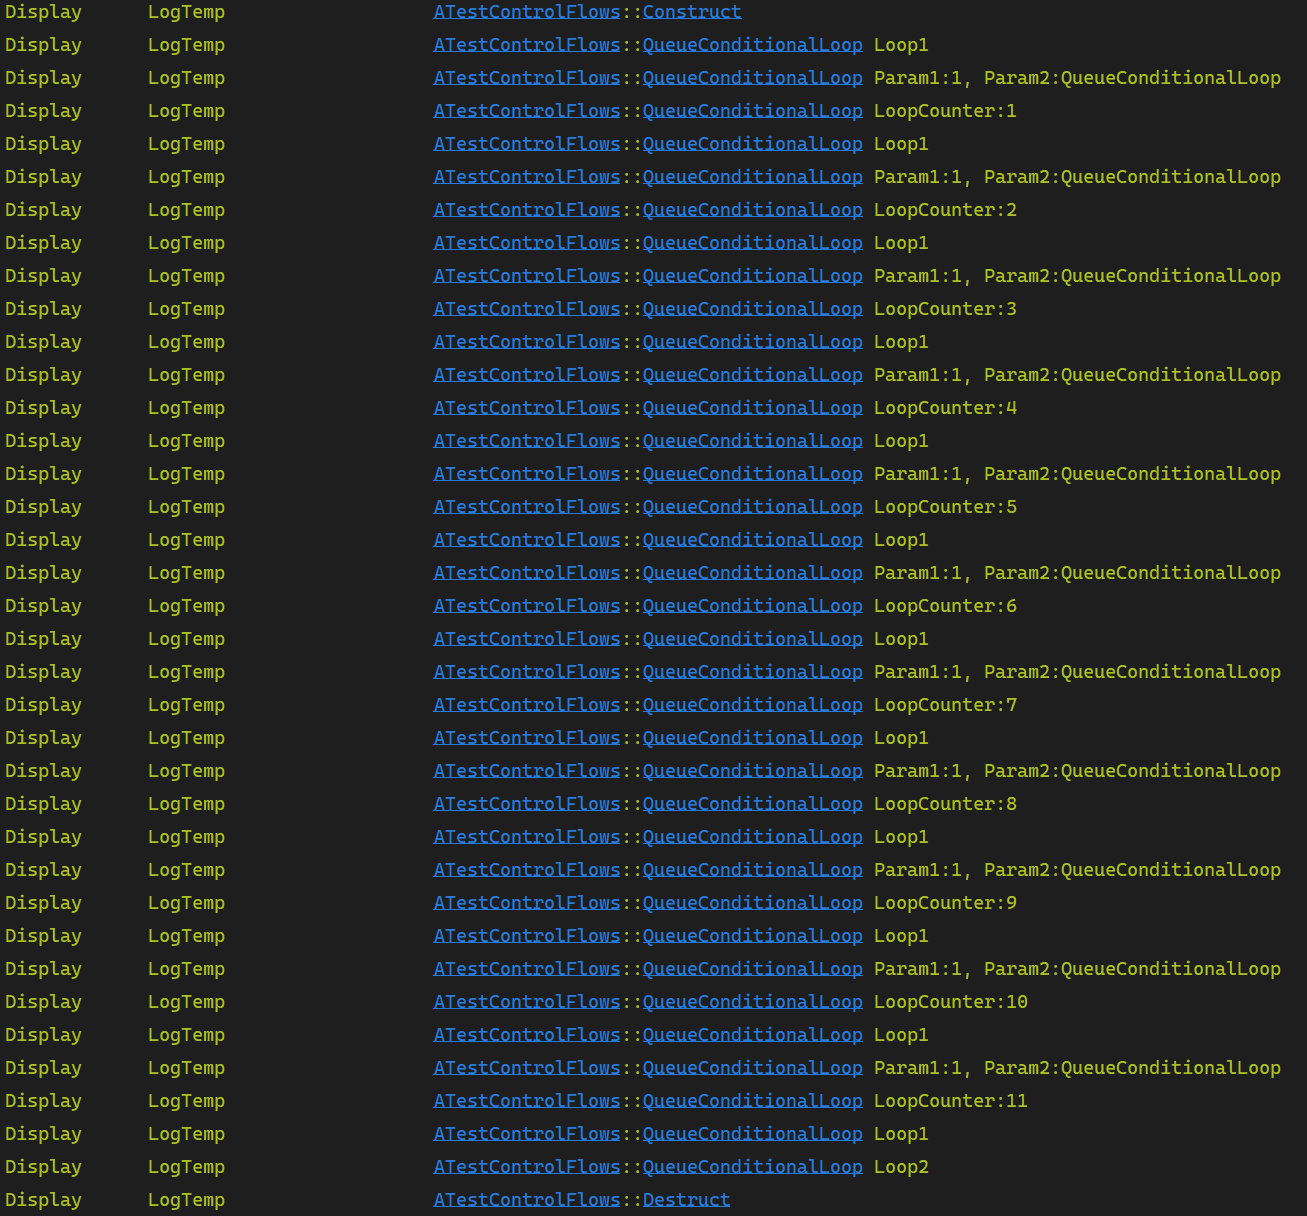 Display LogTemp ATestControlFlows::Construct
Display LogTemp ATestControlFlows::QueueConditionalLoop Loop1
Display LogTemp ATestControlFlows::QueueConditionalLoop Param1:1, Param2:QueueConditionalLoop
Display LogTemp ATestControlFlows::QueueConditionalLoop LoopCounter:1
Display LogTemp ATestControlFlows::QueueConditionalLoop Loop1
Display LogTemp ATestControlFlows::QueueConditionalLoop Param1:1, Param2:QueueConditionalLoop
Display LogTemp ATestControlFlows::QueueConditionalLoop LoopCounter:2
Display LogTemp ATestControlFlows::QueueConditionalLoop Loop1
Display LogTemp ATestControlFlows::QueueConditionalLoop Param1:1, Param2:QueueConditionalLoop
Display LogTemp ATestControlFlows::QueueConditionalLoop LoopCounter:3
Display LogTemp ATestControlFlows::QueueConditionalLoop Loop1
Display LogTemp ATestControlFlows::QueueConditionalLoop Param1:1, Param2:QueueConditionalLoop
Display LogTemp ATestControlFlows::QueueConditionalLoop LoopCounter:4
Display LogTemp ATestControlFlows::QueueConditionalLoop Loop1
Display LogTemp ATestControlFlows::QueueConditionalLoop Param1:1, Param2:QueueConditionalLoop
Display LogTemp ATestControlFlows::QueueConditionalLoop LoopCounter:5
Display LogTemp ATestControlFlows::QueueConditionalLoop Loop1
Display LogTemp ATestControlFlows::QueueConditionalLoop Param1:1, Param2:QueueConditionalLoop
Display LogTemp ATestControlFlows::QueueConditionalLoop LoopCounter:6
Display LogTemp ATestControlFlows::QueueConditionalLoop Loop1
Display LogTemp ATestControlFlows::QueueConditionalLoop Param1:1, Param2:QueueConditionalLoop
Display LogTemp ATestControlFlows::QueueConditionalLoop LoopCounter:7
Display LogTemp ATestControlFlows::QueueConditionalLoop Loop1
Display LogTemp ATestControlFlows::QueueConditionalLoop Param1:1, Param2:QueueConditionalLoop
Display LogTemp ATestControlFlows::QueueConditionalLoop LoopCounter:8
Display LogTemp ATestControlFlows::QueueConditionalLoop Loop1
Display LogTemp ATestControlFlows::QueueConditionalLoop Param1:1, Param2:QueueConditionalLoop
Display LogTemp ATestControlFlows::QueueConditionalLoop LoopCounter:9
Display LogTemp ATestControlFlows::QueueConditionalLoop Loop1
Display LogTemp ATestControlFlows::QueueConditionalLoop Param1:1, Param2:QueueConditionalLoop
Display LogTemp ATestControlFlows::QueueConditionalLoop LoopCounter:10
Display LogTemp ATestControlFlows::QueueConditionalLoop Loop1
Display LogTemp ATestControlFlows::QueueConditionalLoop Param1:1, Param2:QueueConditionalLoop
Display LogTemp ATestControlFlows::QueueConditionalLoop LoopCounter:11
Display LogTemp ATestControlFlows::QueueConditionalLoop Loop1
Display LogTemp ATestControlFlows::QueueConditionalLoop Loop2
Display LogTemp ATestControlFlows::Destruct